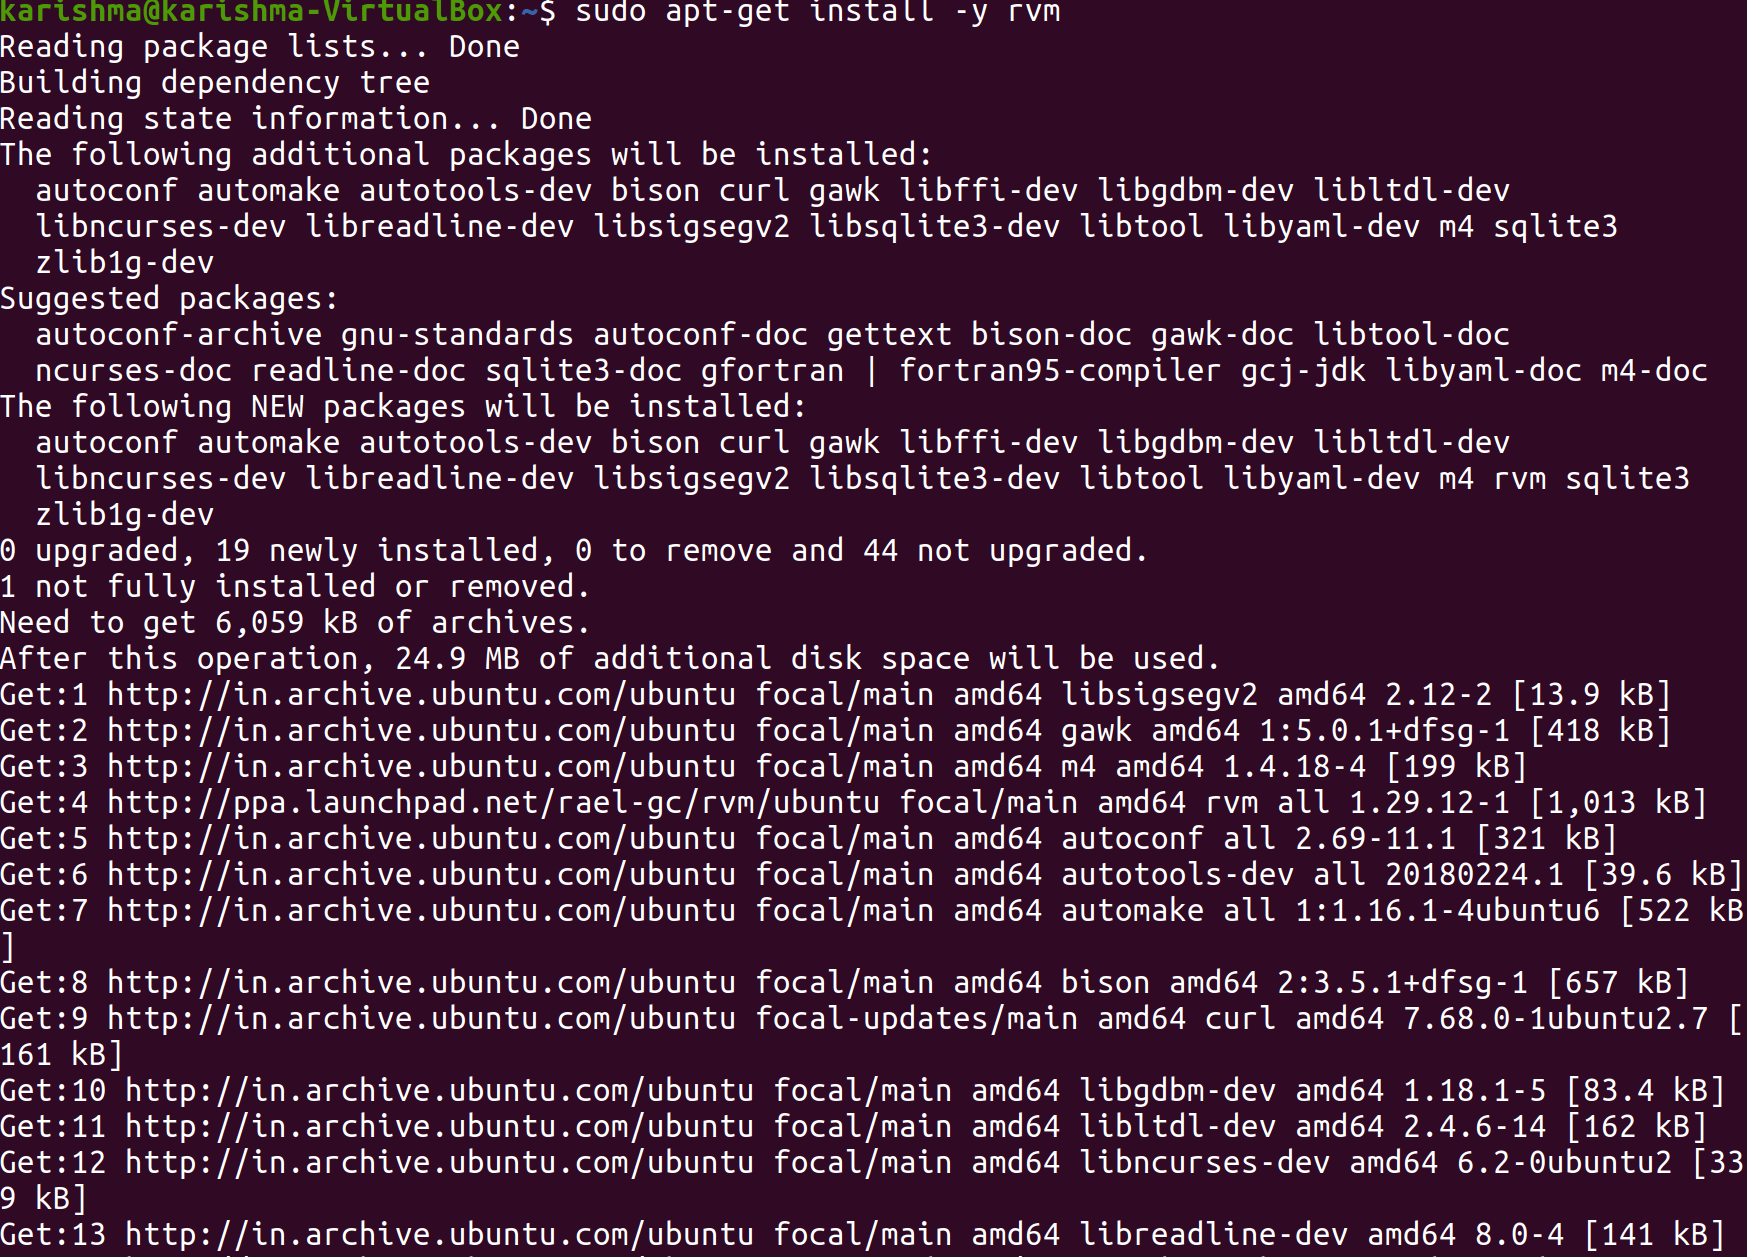 karishma@karishma-VirtualBox:~$ sudo apt-get install -y rvm
Reading package lists... Done
Building dependency tree
Reading state information... Done
The following additional packages will be installed:
  autoconf automake autotools-dev bison curl gawk libffi-dev libgdbm-dev libltdl-dev
  libncurses-dev libreadline-dev libsigsegv2 libsqlite3-dev libtool libyaml-dev m4 sqlite3
  zlib1g-dev
Suggested packages:
  autoconf-archive gnu-standards autoconf-doc gettext bison-doc gawk-doc libtool-doc
  ncurses-doc readline-doc sqlite3-doc gfortran | fortran95-compiler gcj-jdk libyaml-doc m4-doc
The following NEW packages will be installed:
  autoconf automake autotools-dev bison curl gawk libffi-dev libgdbm-dev libltdl-dev
  libncurses-dev libreadline-dev libsigsegv2 libsqlite3-dev libtool libyaml-dev m4 rvm sqlite3
  zlib1g-dev
0 upgraded, 19 newly installed, 0 to remove and 44 not upgraded.
1 not fully installed or removed.
Need to get 6,059 kB of archives.
After this operation, 24.9 MB of additional disk space will be used.
Get:1 http://in.archive.ubuntu.com/ubuntu focal/main amd64 libsigsegv2 amd64 2.12-2 [13.9 kB]
Get:2 http://in.archive.ubuntu.com/ubuntu focal/main amd64 gawk amd64 1:5.0.1+dfsg-1 [418 kB]
Get:3 http://in.archive.ubuntu.com/ubuntu focal/main amd64 m4 amd64 1.4.18-4 [199 kB]
Get:4 http://ppa.launchpad.net/rael-gc/rvm/ubuntu focal/main amd64 rvm all 1.29.12-1 [1,013 kB]
Get:5 http://in.archive.ubuntu.com/ubuntu focal/main amd64 autoconf all 2.69-11.1 [321 kB]
Get:6 http://in.archive.ubuntu.com/ubuntu focal/main amd64 autotools-dev all 20180224.1 [39.6 kB]
Get:7 http://in.archive.ubuntu.com/ubuntu focal/main amd64 automake all 1:1.16.1-4ubuntu6 [522 kB
]
Get:8 http://in.archive.ubuntu.com/ubuntu focal/main amd64 bison amd64 2:3.5.1+dfsg-1 [657 kB]
Get:9 http://in.archive.ubuntu.com/ubuntu focal-updates/main amd64 curl amd64 7.68.0-1ubuntu2.7 [
161 kB]
Get:10 http://in.archive.ubuntu.com/ubuntu focal/main amd64 libgdbm-dev amd64 1.18.1-5 [83.4 kB]
Get:11 http://in.archive.ubuntu.com/ubuntu focal/main amd64 libltdl-dev amd64 2.4.6-14 [162 kB]
Get:12 http://in.archive.ubuntu.com/ubuntu focal/main amd64 libncurses-dev amd64 6.2-0ubuntu2 [33
9 kB]
Get:13 http://in.archive.ubuntu.com/ubuntu focal/main amd64 libreadline-dev amd64 8.0-4 [141 kB]